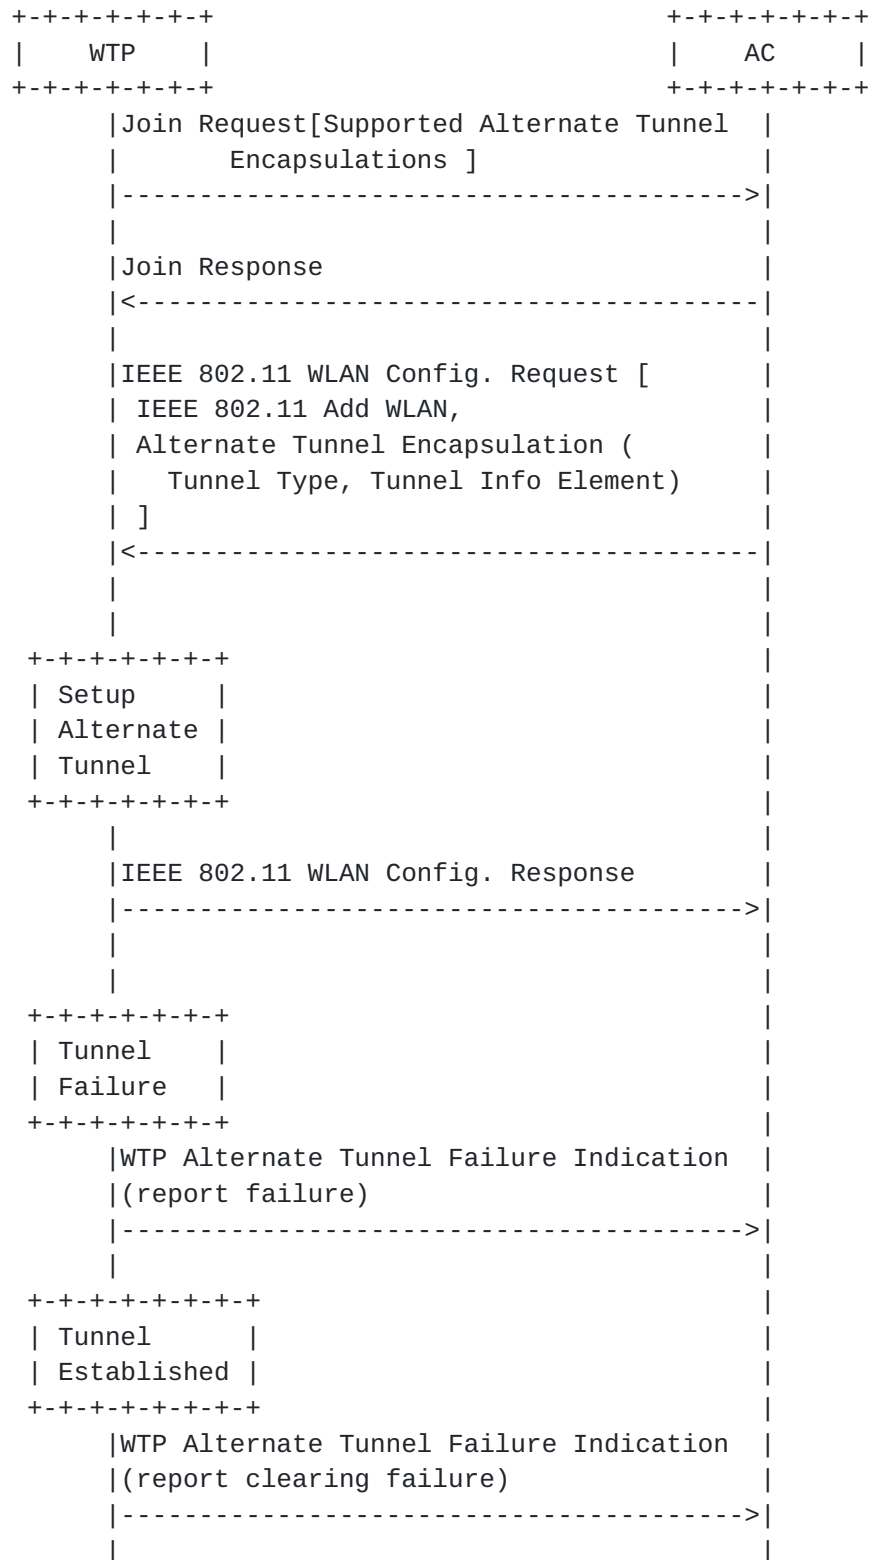 +-+-+-+-+-+-+                             +-+-+-+-+-+-+
|    WTP    |                             |    AC     |
+-+-+-+-+-+-+                             +-+-+-+-+-+-+
      |Join Request[Supported Alternate Tunnel  |
      |       Encapsulations ]                  |
      |---------------------------------------->|
      |                                         |
      |Join Response                            |
      |<----------------------------------------|
      |                                         |
      |IEEE 802.11 WLAN Config. Request [       |
      | IEEE 802.11 Add WLAN,                   |
      | Alternate Tunnel Encapsulation (        |
      |   Tunnel Type, Tunnel Info Element)     |
      | ]                                       |
      |<----------------------------------------|
      |                                         |
      |                                         |
 +-+-+-+-+-+-+                                  |
 | Setup     |                                  |
 | Alternate |                                  |
 | Tunnel    |                                  |
 +-+-+-+-+-+-+                                  |
      |                                         |
      |IEEE 802.11 WLAN Config. Response        |
      |---------------------------------------->|
      |                                         |
      |                                         |
 +-+-+-+-+-+-+                                  |
 | Tunnel    |                                  |
 | Failure   |                                  |
 +-+-+-+-+-+-+                                  |
      |WTP Alternate Tunnel Failure Indication  |
      |(report failure)                         |
      |---------------------------------------->|
      |                                         |
 +-+-+-+-+-+-+-+                                |
 | Tunnel      |                                |
 | Established |                                |
 +-+-+-+-+-+-+-+                                |
      |WTP Alternate Tunnel Failure Indication  |
      |(report clearing failure)                |
      |---------------------------------------->|
      |                                         |